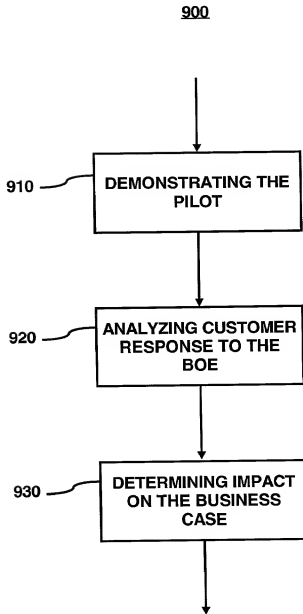 900
910
DEMONSTRATING THE
PILOT
920
ANALYZING CUSTOMER
RESPONSE TO THE
BOE
930
DETERMINING IMPACT
ON THE BUSINESS
CASE